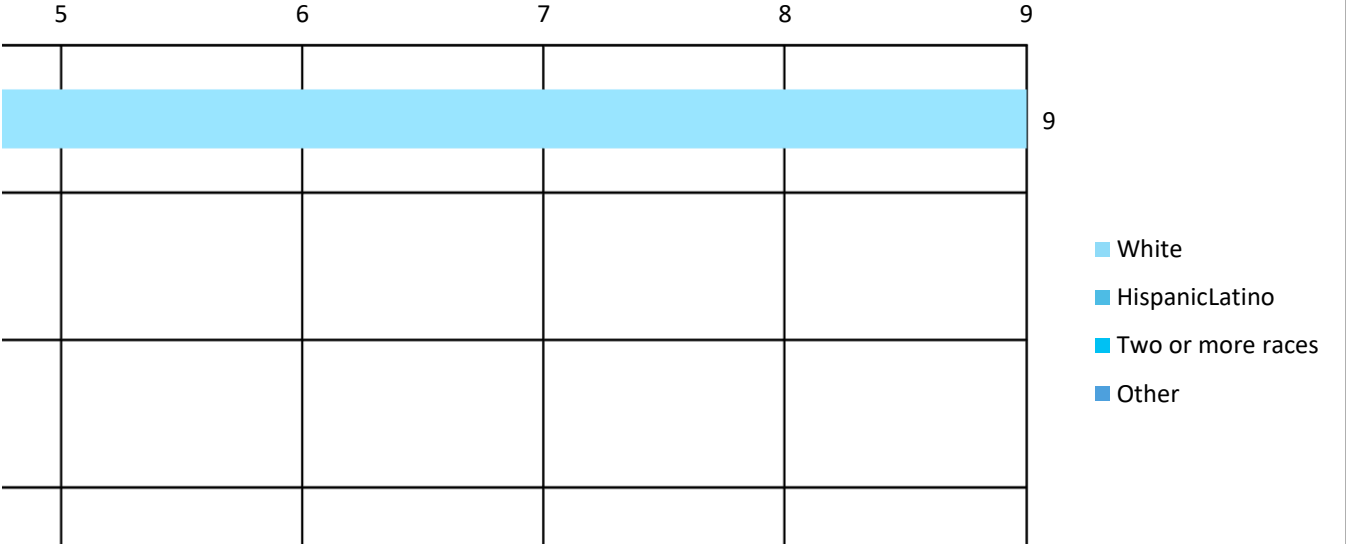 5 6 7 8 9
9
White
HispanicLatino
Two or more races
Other